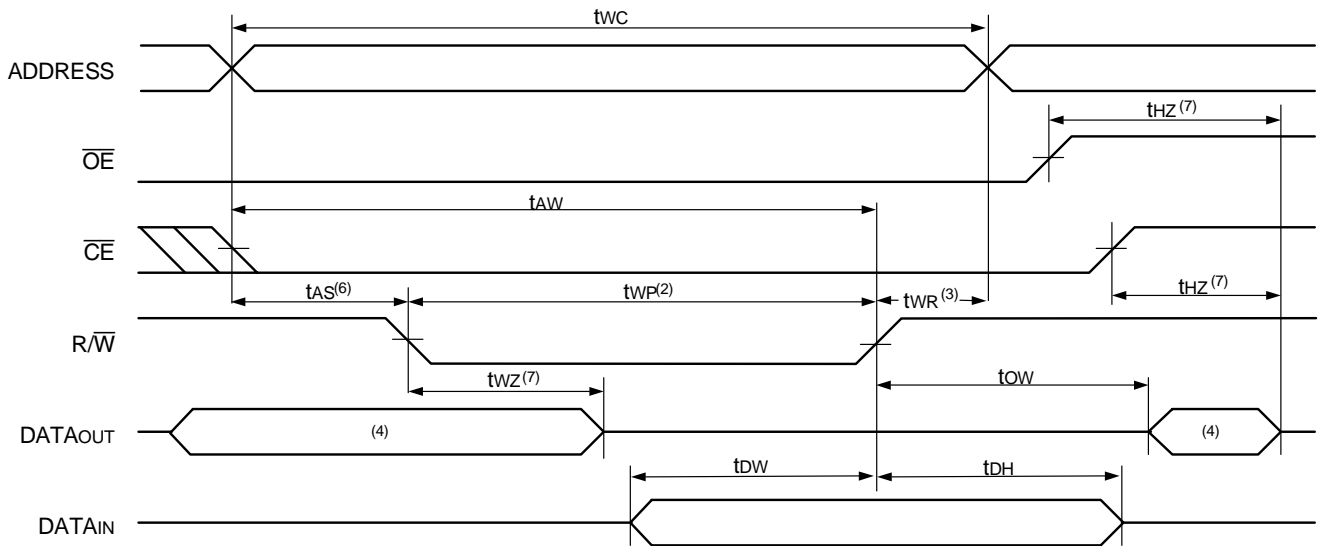 tWC
ADDRESS
tHZ(7)
OE
tAW
CE
tAS(6) tWP(2) tWR(3) tHZ(7)
R/W
tWZ(7) tOW
DATAOUT (4) (4)
tDW tDH
DATAIN